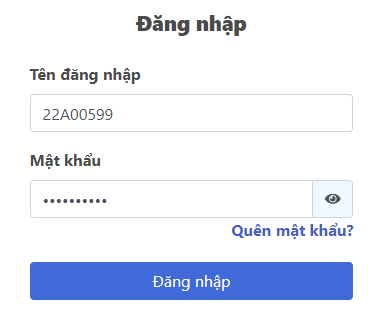 Đăng nhập
Tên đăng nhập
22A00599
Mật khẩu
••••••••••
Quên mật khẩu?
Đăng nhập